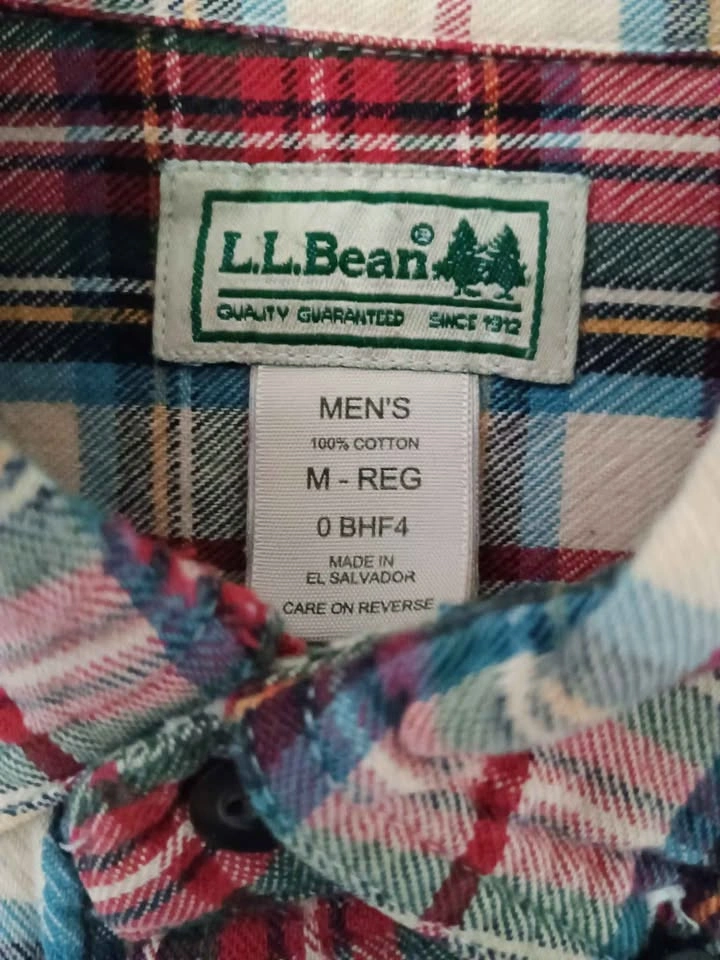 L.L.Bean®
QUALITY GUARANTEED SINCE 1912
MEN'S
100% COTTON
M - REG
0 BHF4
MADE IN
EL SALVADOR
CARE ON REVERSE